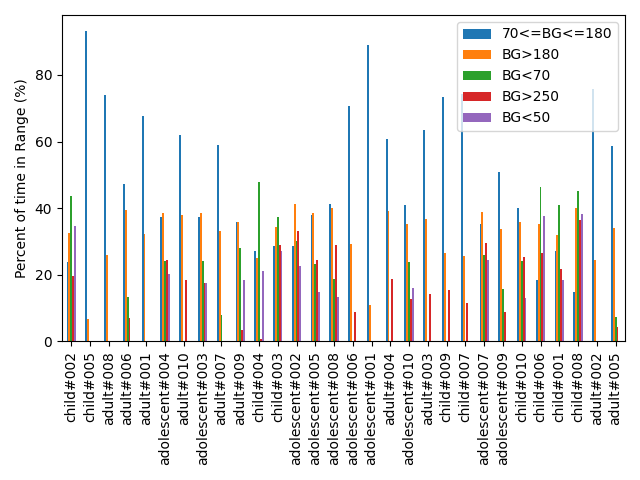 70<=BG<=180
BG>180
BG<70
BG>250
BG<50
Percent of time in Range (%)
80
60
40
20
0
child#002
child#005
adult#008
adult#006
adult#001
adolescent#004
adult#010
adolescent#003
adult#007
adult#009
child#004
child#003
adolescent#002
adolescent#005
adolescent#008
adolescent#006
adolescent#001
adult#004
adolescent#010
adult#003
child#009
child#007
adolescent#007
adolescent#009
child#010
child#006
child#001
child#008
adult#002
adult#005